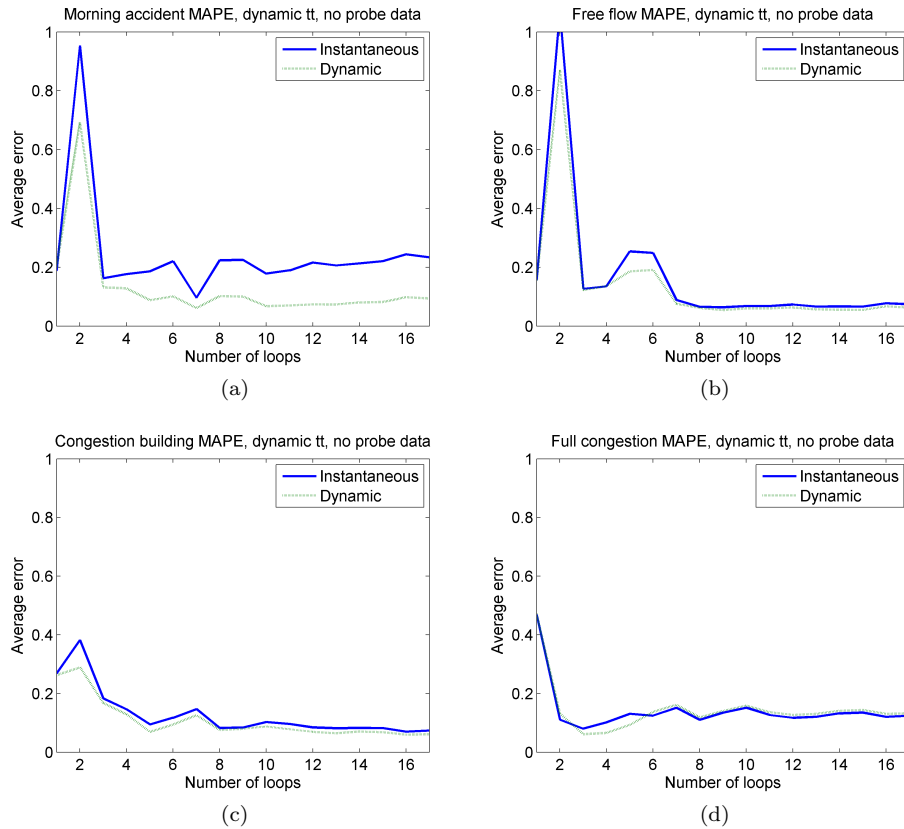 Morning accident MAPE, dynamic tt, no probe data
1
0.8
0.6
0.4
0.2
0
Average error
Instantaneous
Dynamic
2 4 6 8 10 12 14 16
Number of loops
(a)
Free flow MAPE, dynamic tt, no probe data
1
0.8
0.6
0.4
0.2
0
Average error
Instantaneous
Dynamic
2 4 6 8 10 12 14 16
Number of loops
(b)
Congestion building MAPE, dynamic tt, no probe data
1
0.8
0.6
0.4
0.2
0
Average error
Instantaneous
Dynamic
2 4 6 8 10 12 14 16
Number of loops
(c)
Full congestion MAPE, dynamic tt, no probe data
1
0.8
0.6
0.4
0.2
0
Average error
Instantaneous
Dynamic
2 4 6 8 10 12 14 16
Number of loops
(d)